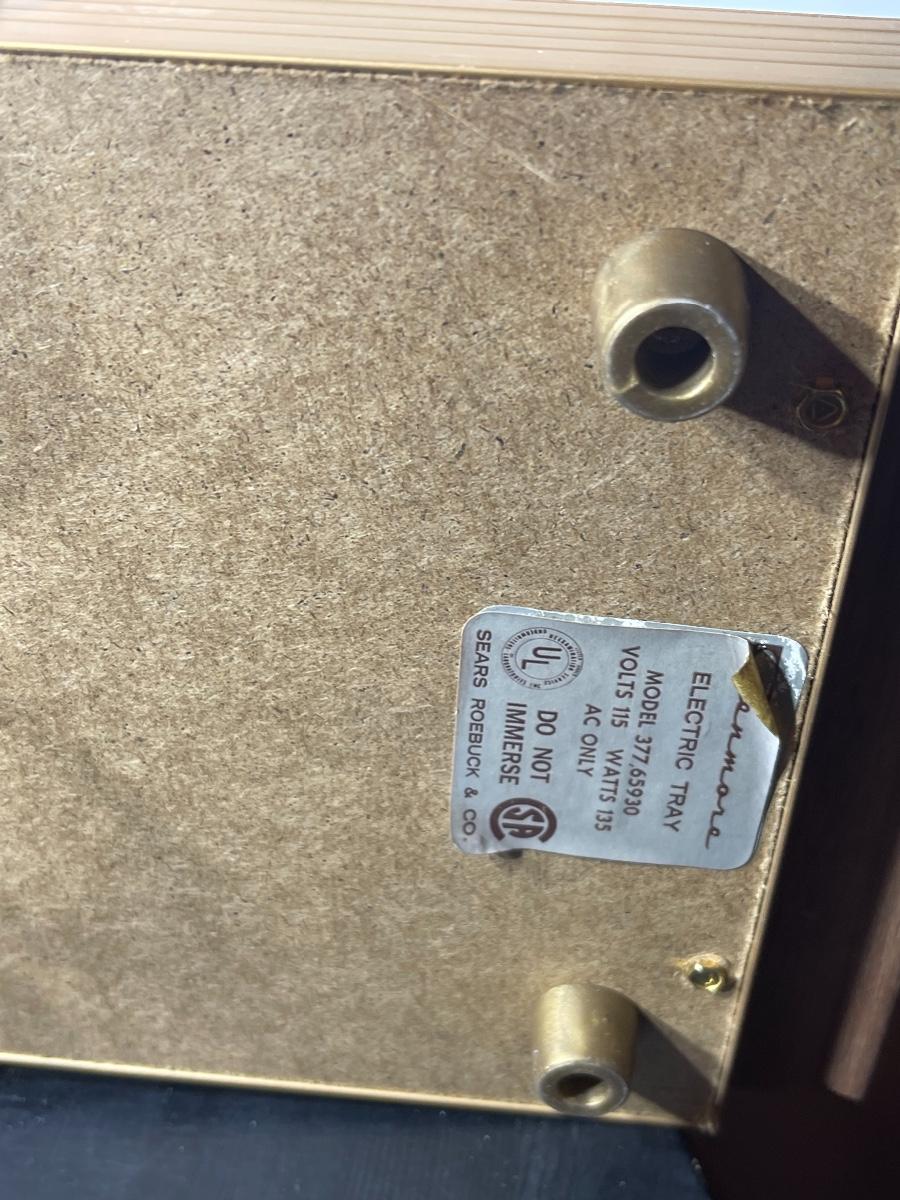 enmore
ELECTRIC TRAY
MODEL 377.65930
VOLTS 115 WATTS 135
AC ONLY
UL
DO NOT
IMMERSE
SA
SEARS ROEBUCK & CO.